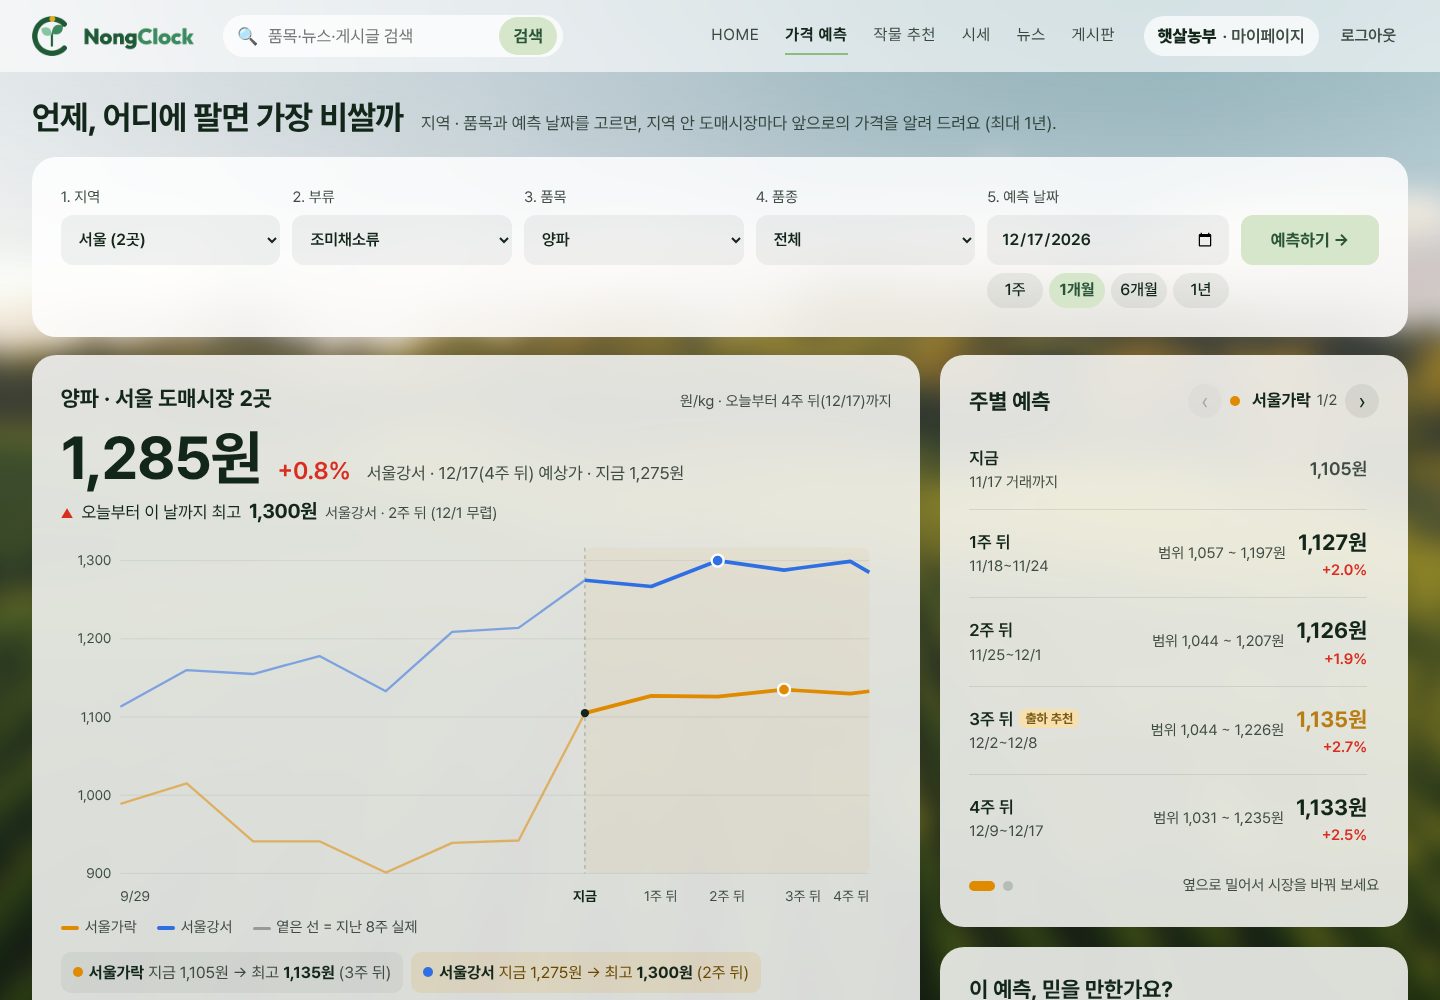 NongClock
품목·뉴스·게시글 검색
검색
HOME
가격 예측
작물 추천
시세
뉴스
게시판
햇살농부 · 마이페이지
로그아웃
언제, 어디에 팔면 가장 비쌀까
지역 · 품목과 예측 날짜를 고르면, 지역 안 도매시장마다 앞으로의 가격을 알려 드려요 (최대 1년).
1. 지역
2. 부류
3. 품목
4. 품종
5. 예측 날짜
서울 (2곳)
조미채소류
양파
전체
12/17/2026
예측하기 →
1주
1개월
6개월
1년
양파 · 서울 도매시장 2곳
원/kg · 오늘부터 4주 뒤(12/17)까지
1,285원
+0.8%
서울강서 · 12/17(4주 뒤) 예상가 · 지금 1,275원
▲ 오늘부터 이 날까지 최고 1,300원 서울강서 · 2주 뒤 (12/1 무렵)
1,300
1,200
1,100
1,000
900
9/29
지금
1주 뒤
2주 뒤
3주 뒤
4주 뒤
서울가락
서울강서
옅은 선 = 지난 8주 실제
서울가락 지금 1,105원 → 최고 1,135원 (3주 뒤)
서울강서 지금 1,275원 → 최고 1,300원 (2주 뒤)
주별 예측
‹
서울가락 1/2
›
지금
11/17 거래까지
1,105원
1주 뒤
11/18~11/24
범위 1,057 ~ 1,197원
1,127원
+2.0%
2주 뒤
11/25~12/1
범위 1,044 ~ 1,207원
1,126원
+1.9%
3주 뒤
출하 추천
12/2~12/8
범위 1,044 ~ 1,226원
1,135원
+2.7%
4주 뒤
12/9~12/17
범위 1,031 ~ 1,235원
1,133원
+2.5%
옆으로 밀어서 시장을 바꿔 보세요
이 예측, 믿을 만한가요?